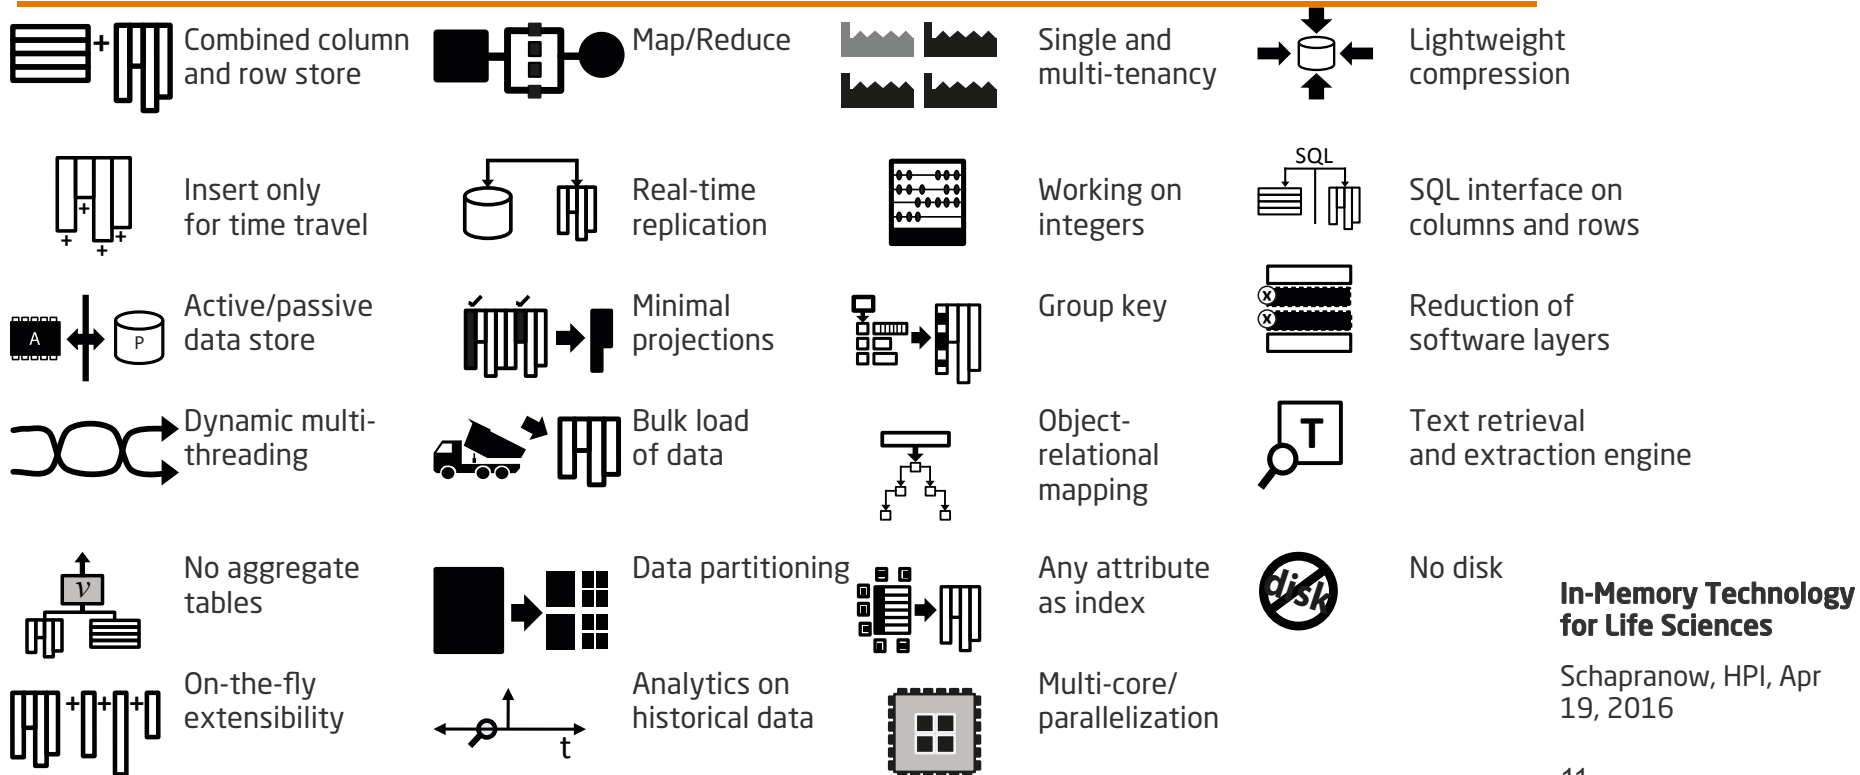 Combined column
and row store
Map/Reduce
Single and
multi-tenancy
Lightweight
compression
Insert only
for time travel
Real-time
replication
Working on
integers
SQL
SQL interface on
columns and rows
A
P
Active/passive
data store
Minimal
projections
Group key
X
X
Reduction of
software layers
Dynamic multi-
threading
Bulk load
of data
Object-
relational
mapping
T
Text retrieval
and extraction engine
v
No aggregate
tables
Data partitioning
Any attribute
as index
disk
No disk
On-the-fly
extensibility
t
Analytics on
historical data
Multi-core/
parallelization
In-Memory Technology
for Life Sciences
Schapranow, HPI, Apr
19, 2016